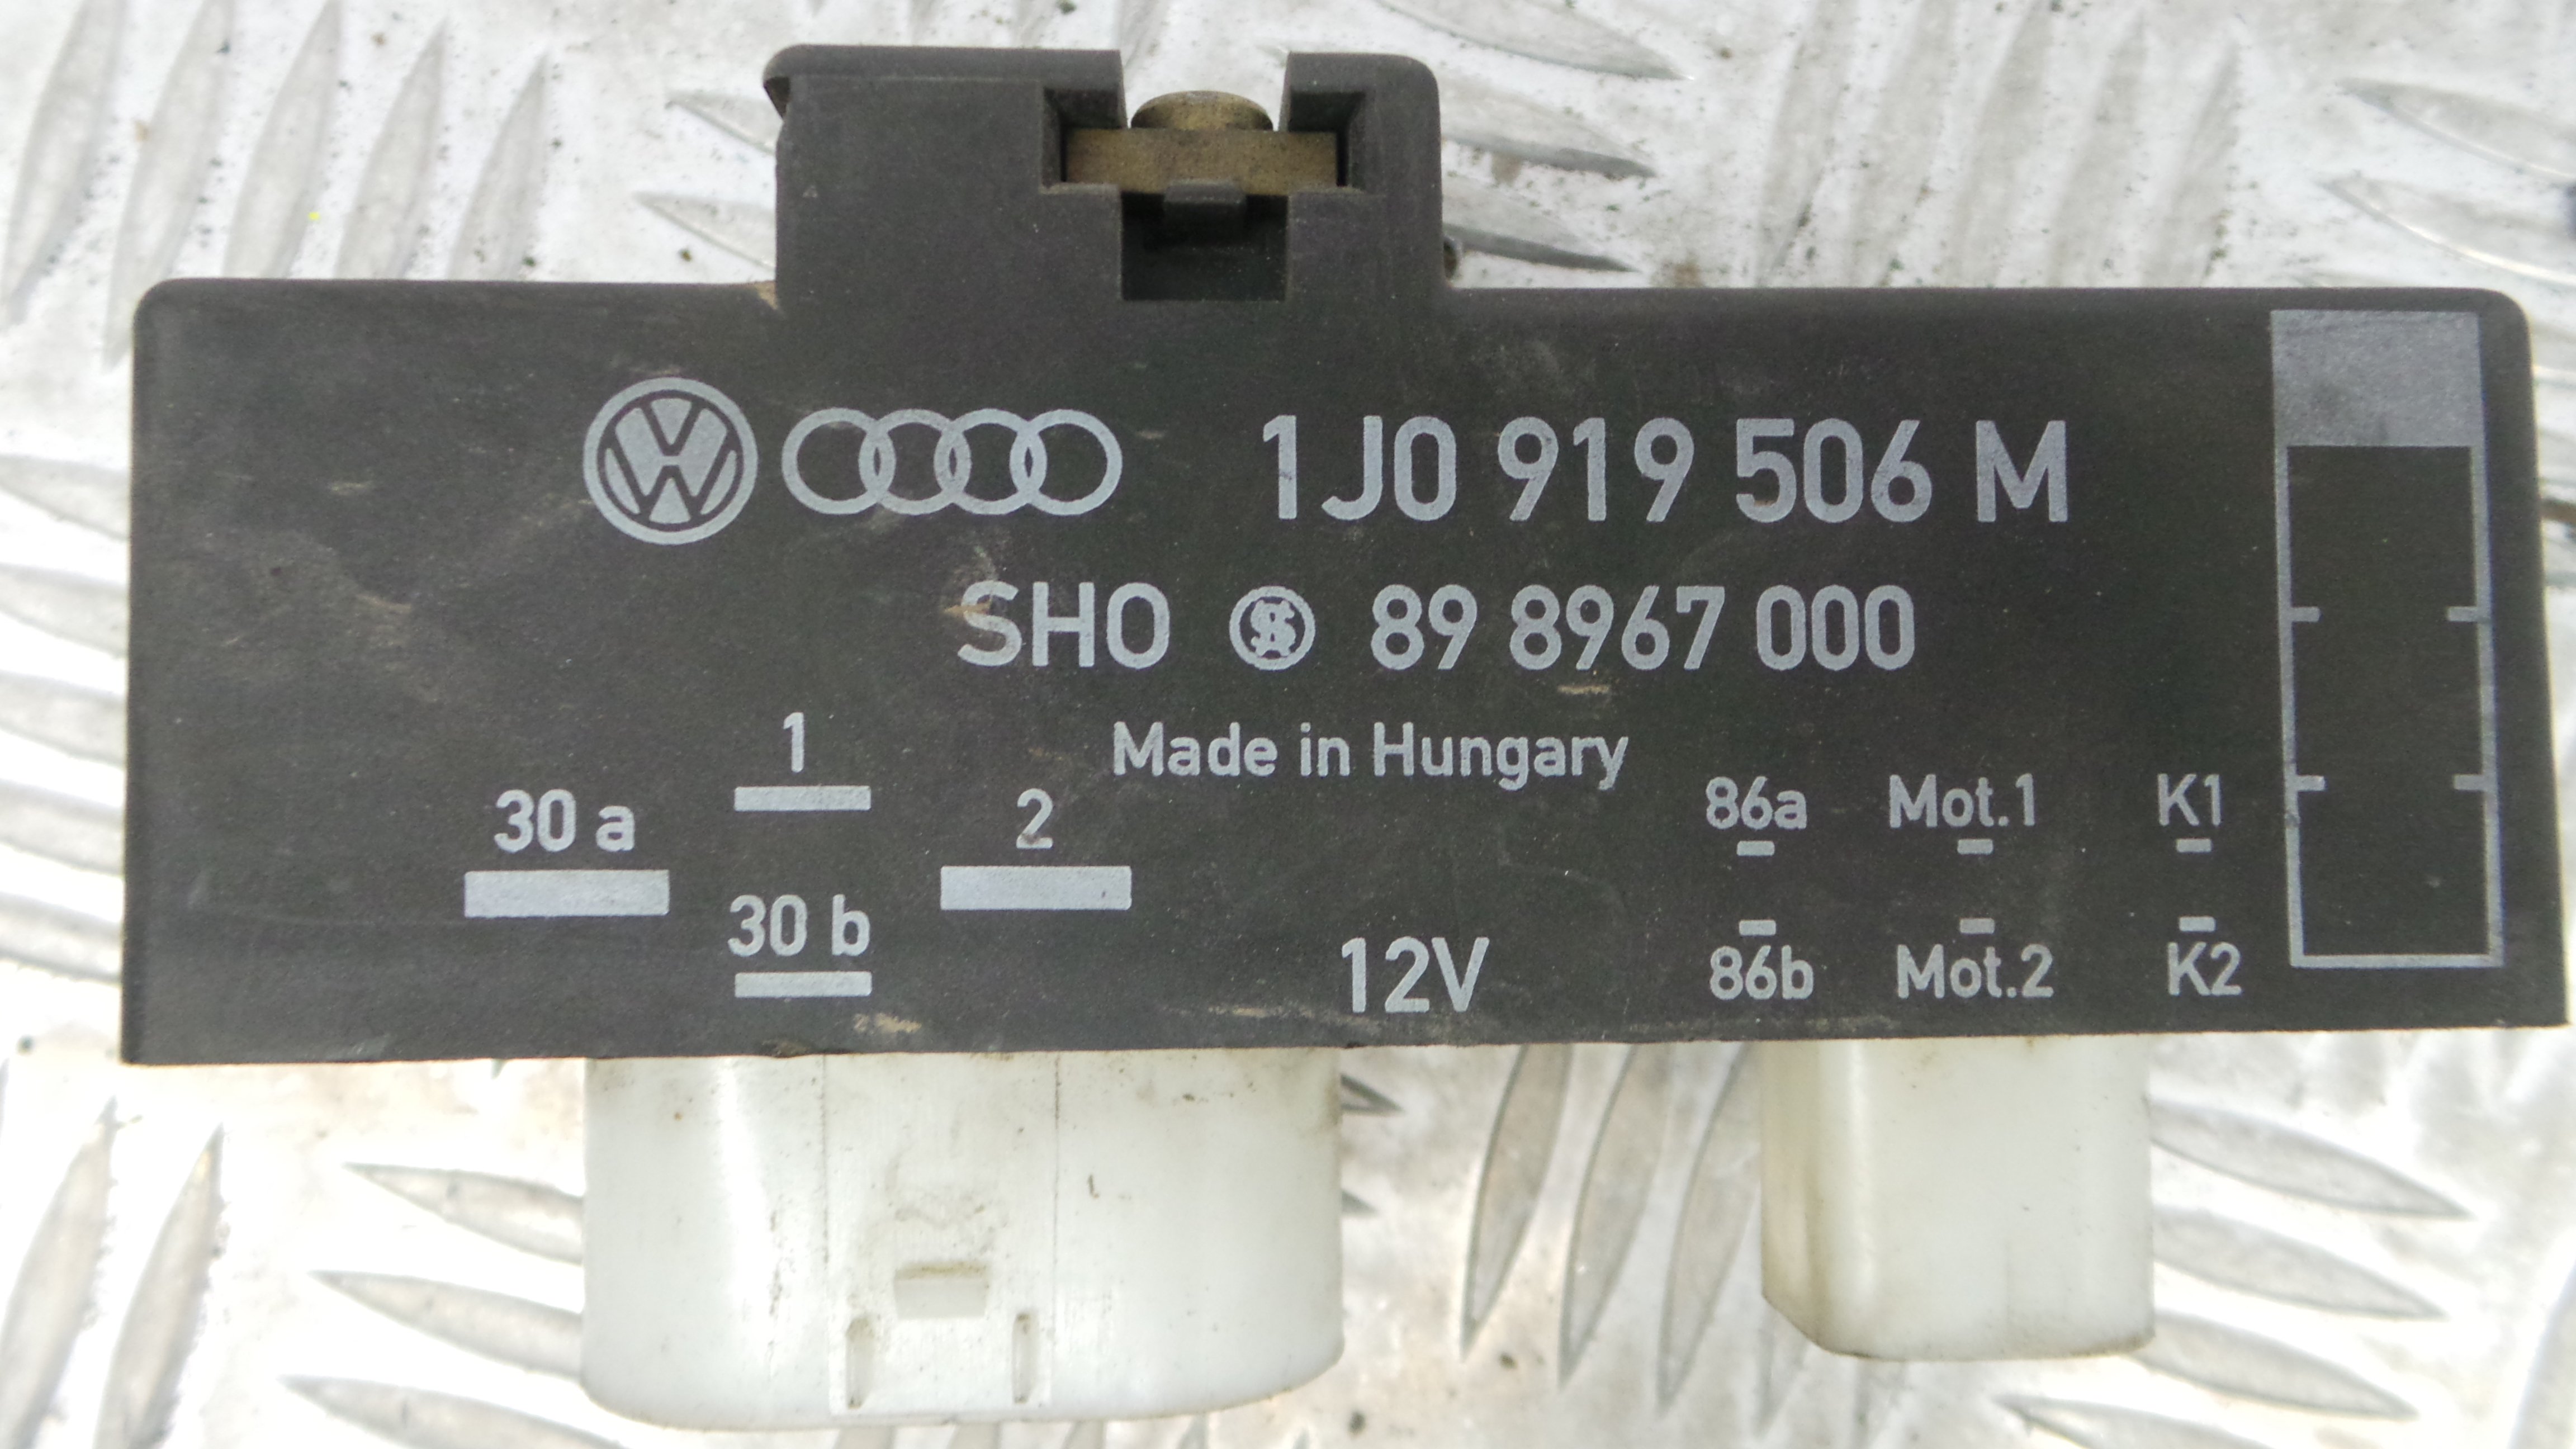 1J0 919 506 M
SHO 89 8967 000
Made in Hungary
1
30 a
2
30 b
12V
86a Mot.1 K1
86b Mot.2 K2